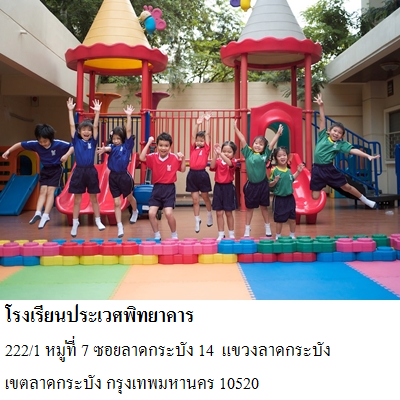 โรงเรียนประเวศพิทยาคาร
222/1 หมู่ที่ 7 ซอยลาดกระบัง 14 แขวงลาดกระบัง
เขตลาดกระบัง กรุงเทพมหานคร 10520